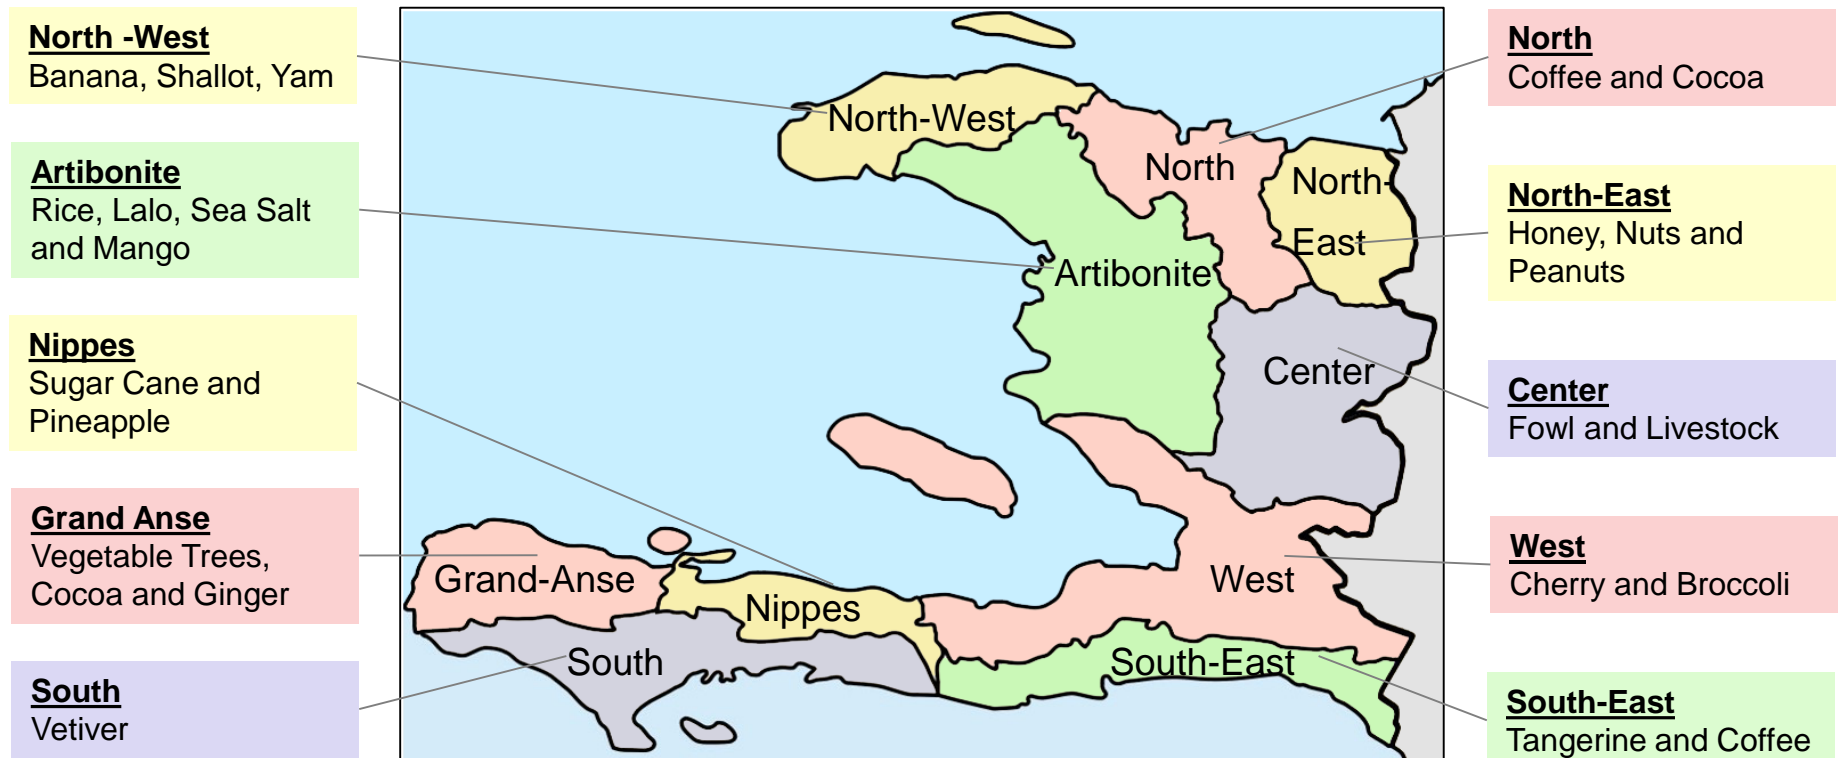 North -West
Banana, Shallot, Yam
Artibonite
Rice, Lalo, Sea Salt
and Mango
Nippes
Sugar Cane and
Pineapple
Grand Anse
Vegetable Trees,
Cocoa and Ginger
South
Vetiver
North-West
North
North-
East
Artibonite
Center
Grand-Anse
Nippes
West
South
South-East
North
Coffee and Cocoa
North-East
Honey, Nuts and
Peanuts
Center
Fowl and Livestock
West
Cherry and Broccoli
South-East
Tangerine and Coffee